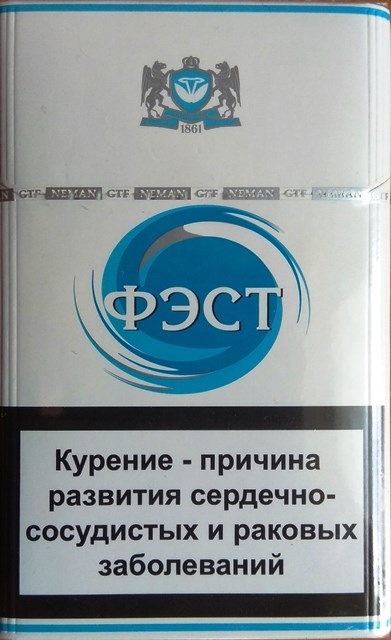 1861
GTF NEMAN GTF NEMAN GTF NEMAN GTF NEMAN
ФЭСТ
Курение - причина
развития сердечно-
сосудистых и раковых
заболеваний